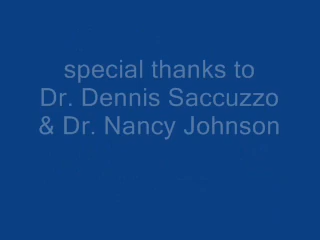 special thanks to
Dr. Dennis Saccuzzo
& Dr. Nancy Johnson